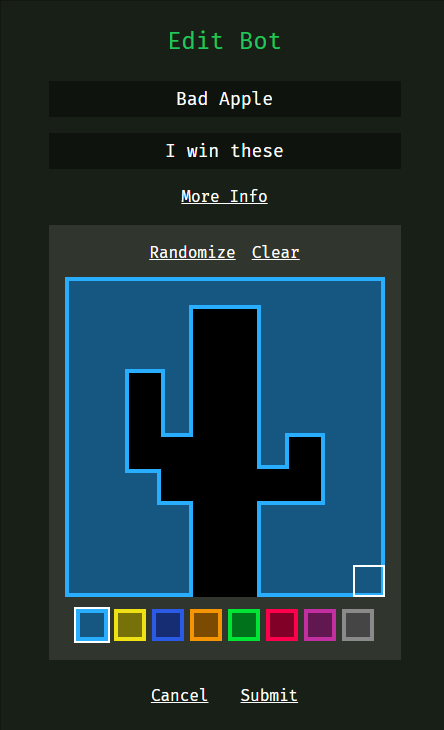 Edit Bot
Bad Apple
I win these
More Info
Randomize Clear
Cancel Submit